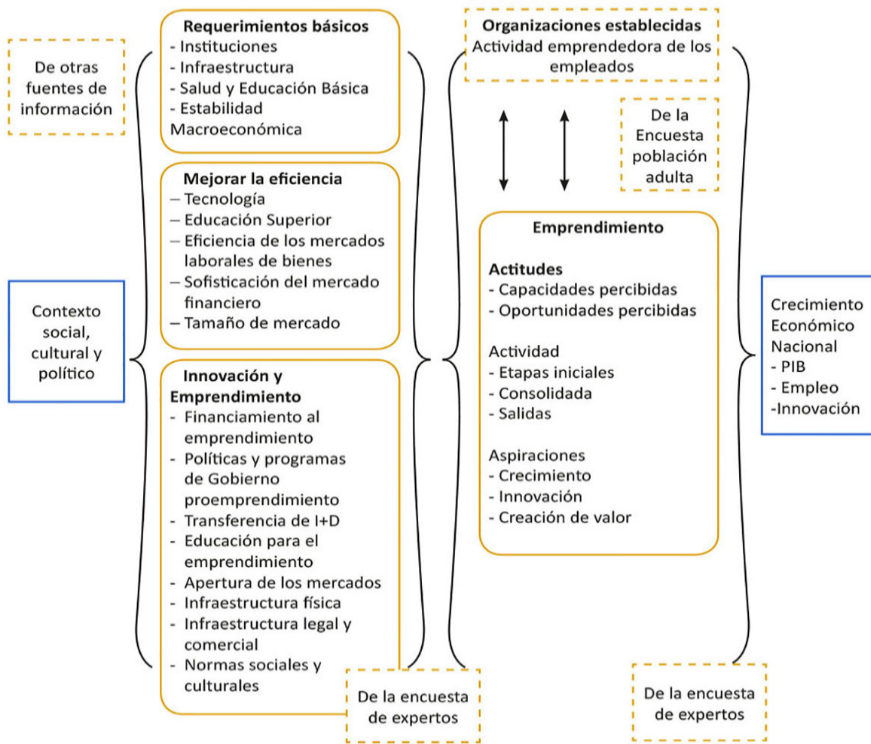 De otras
fuentes de
información
Contexto
social,
cultural y
político
Requerimientos básicos
- Instituciones
- Infraestructura
- Salud y Educación Básica
- Estabilidad
Macroeconómica
Mejorar la eficiencia
– Tecnología
– Educación Superior
– Eficiencia de los mercados
laborales de bienes
– Sofisticación del mercado
financiero
– Tamaño de mercado
Innovación y
Emprendimiento
- Financiamiento al
emprendimiento
- Políticas y programas
de Gobierno
proemprendimiento
- Transferencia de I+D
- Educación para el
emprendimiento
- Apertura de los mercados
- Infraestructura física
- Infraestructura legal y
comercial
- Normas sociales y
culturales
De la encuesta
de expertos
Organizaciones establecidas
Actividad emprendedora de los
empleados
De la
Encuesta
población
adulta
Emprendimiento
Actitudes
- Capacidades percibidas
- Oportunidades percibidas
Actividad
- Etapas iniciales
- Consolidada
- Salidas
Aspiraciones
- Crecimiento
- Innovación
- Creación de valor
Crecimiento
Económico
Nacional
- PIB
- Empleo
-Innovación
De la encuesta
de expertos